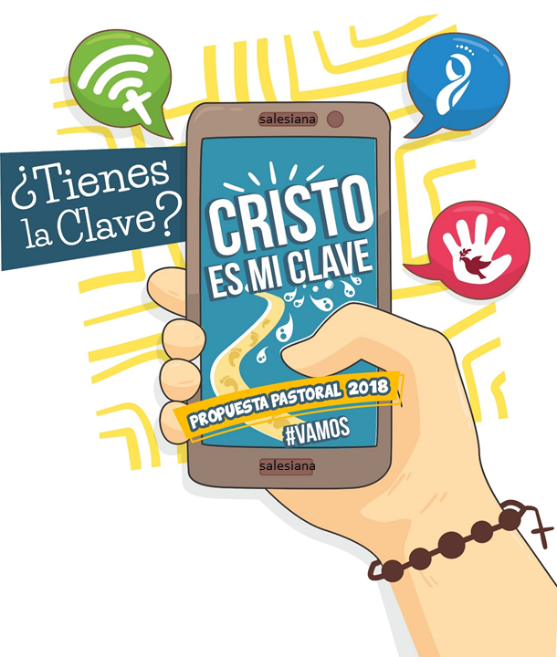 ¿Tienes
la Clave?
salesiana
CRISTO
ES MI CLAVE
PROPUESTA PASTORAL 2018
#VAMOS
salesiana